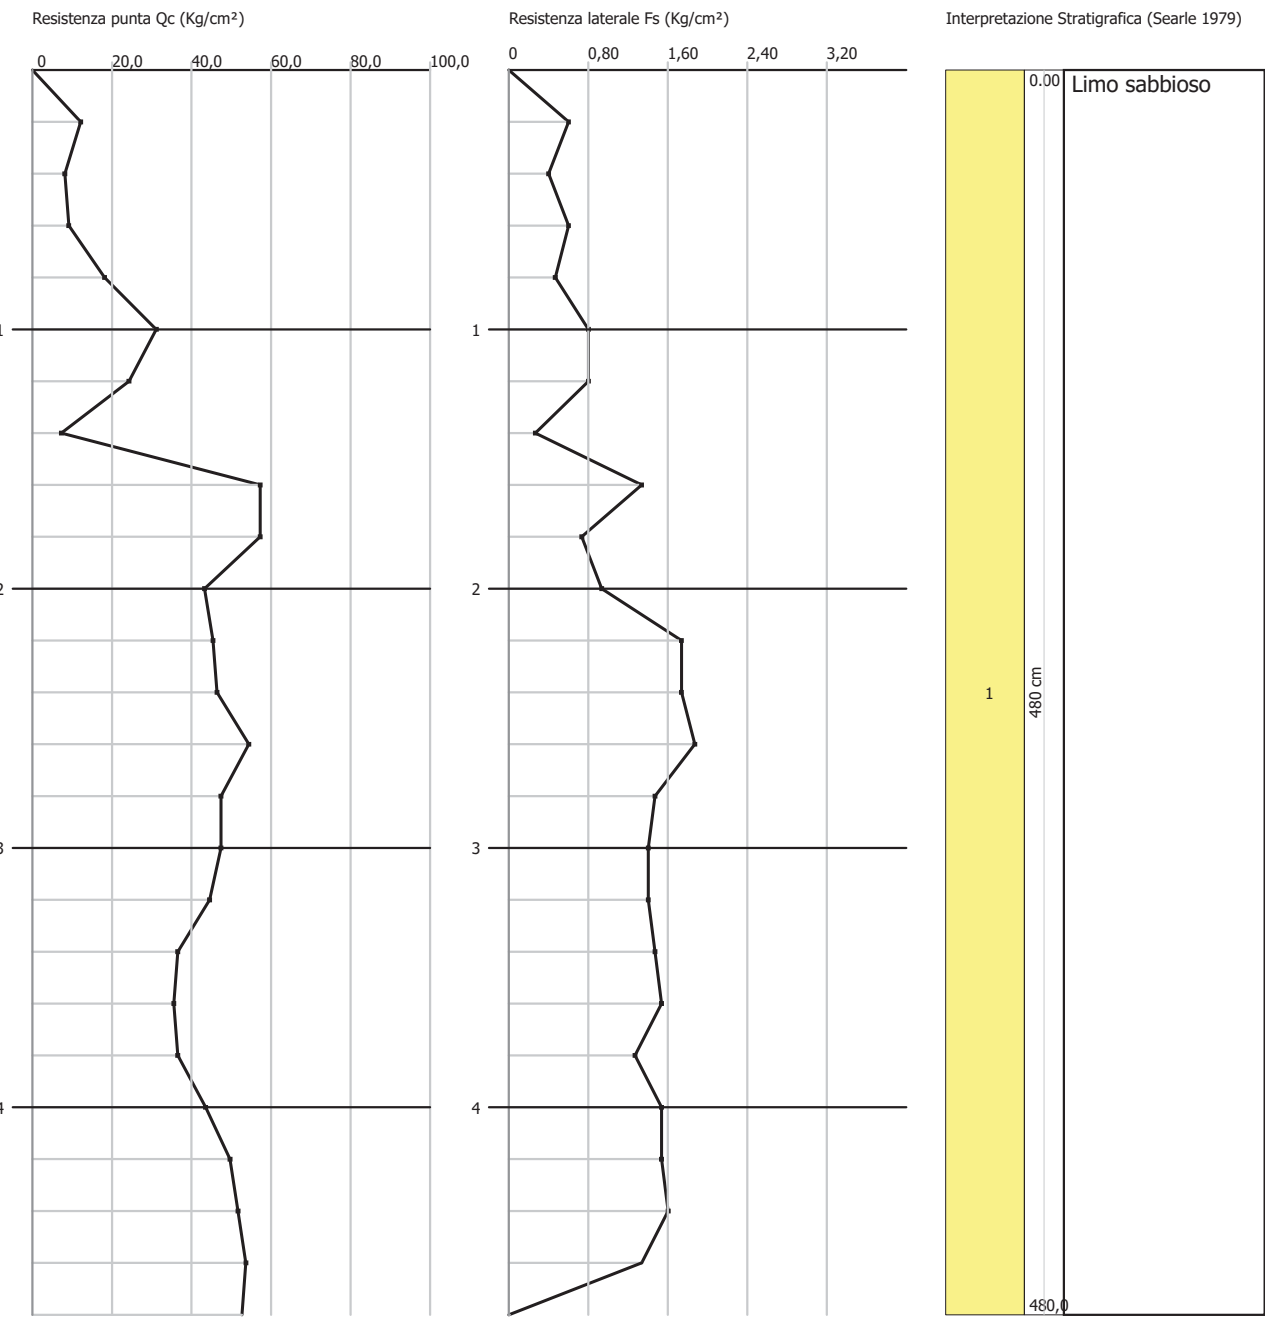 Resistenza punta Qc (Kg/cm²)
0 20,0 40,0 60,0 80,0 100,0
1
2
3
4
Resistenza laterale Fs (Kg/cm²)
0 0,80 1,60 2,40 3,20
1
2
3
4
Interpretazione Stratigrafica (Searle 1979)
0.00
Limo sabbioso
1
480 cm
480,0